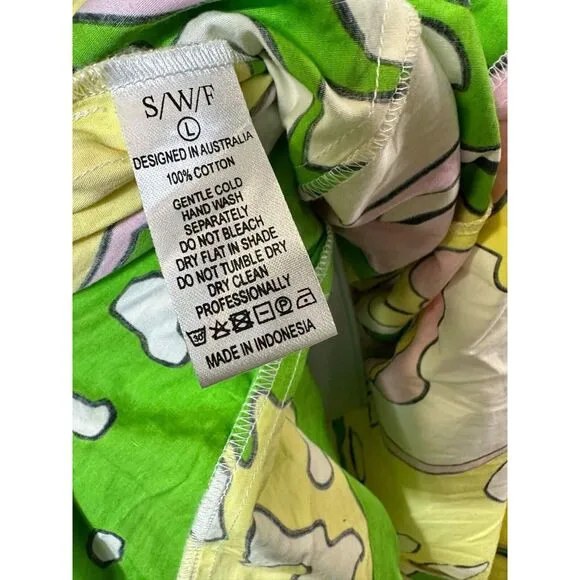 S/W/F
L
DESIGNED IN AUSTRALIA
100% COTTON
GENTLE COLD
HAND WASH
SEPARATELY
DO NOT BLEACH
DRY FLAT IN SHADE
DO NOT TUMBLE DRY
DRY CLEAN
PROFESSIONALLY
30 P
MADE IN INDONESIA